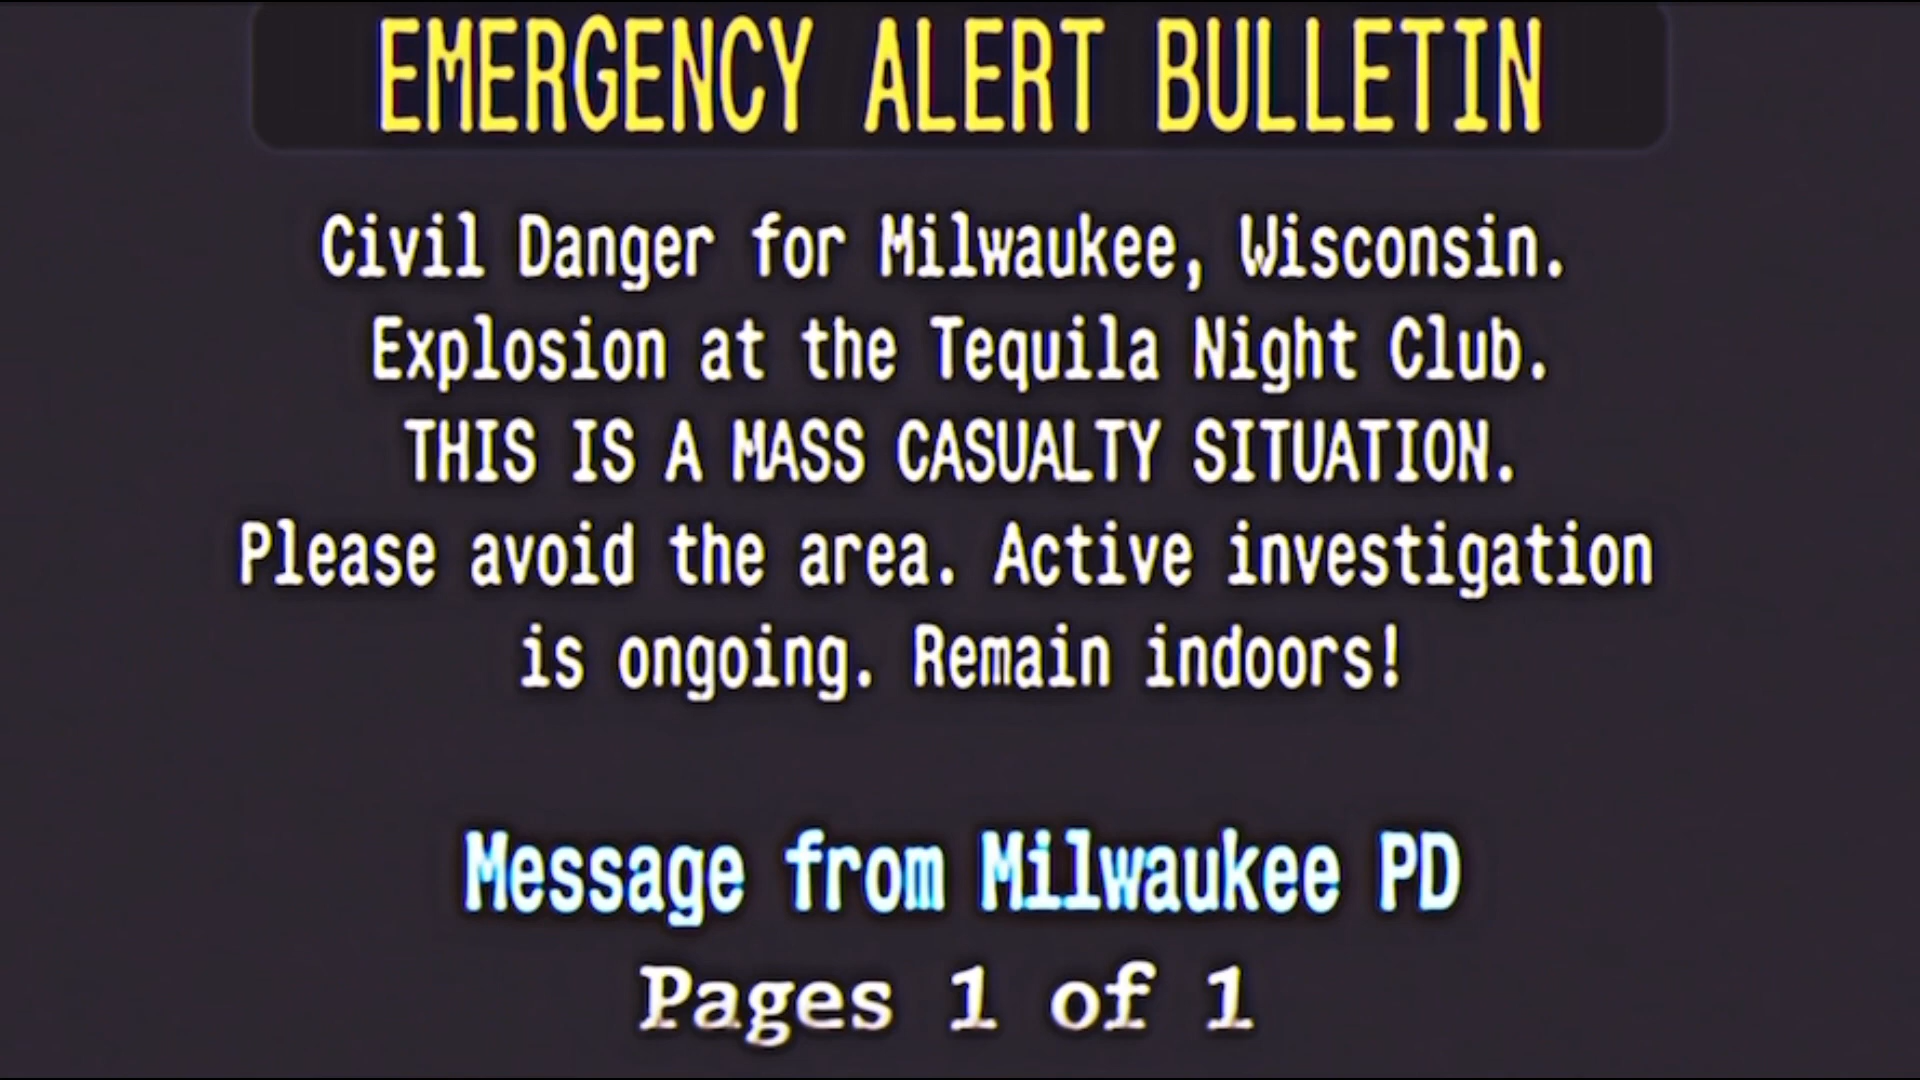 EMERGENCY ALERT BULLETIN
Civil Danger for Milwaukee, Wisconsin.
Explosion at the Tequila Night Club.
THIS IS A MASS CASUALTY SITUATION.
Please avoid the area. Active investigation
is ongoing. Remain indoors!
Message from Milwaukee PD
Pages 1 of 1